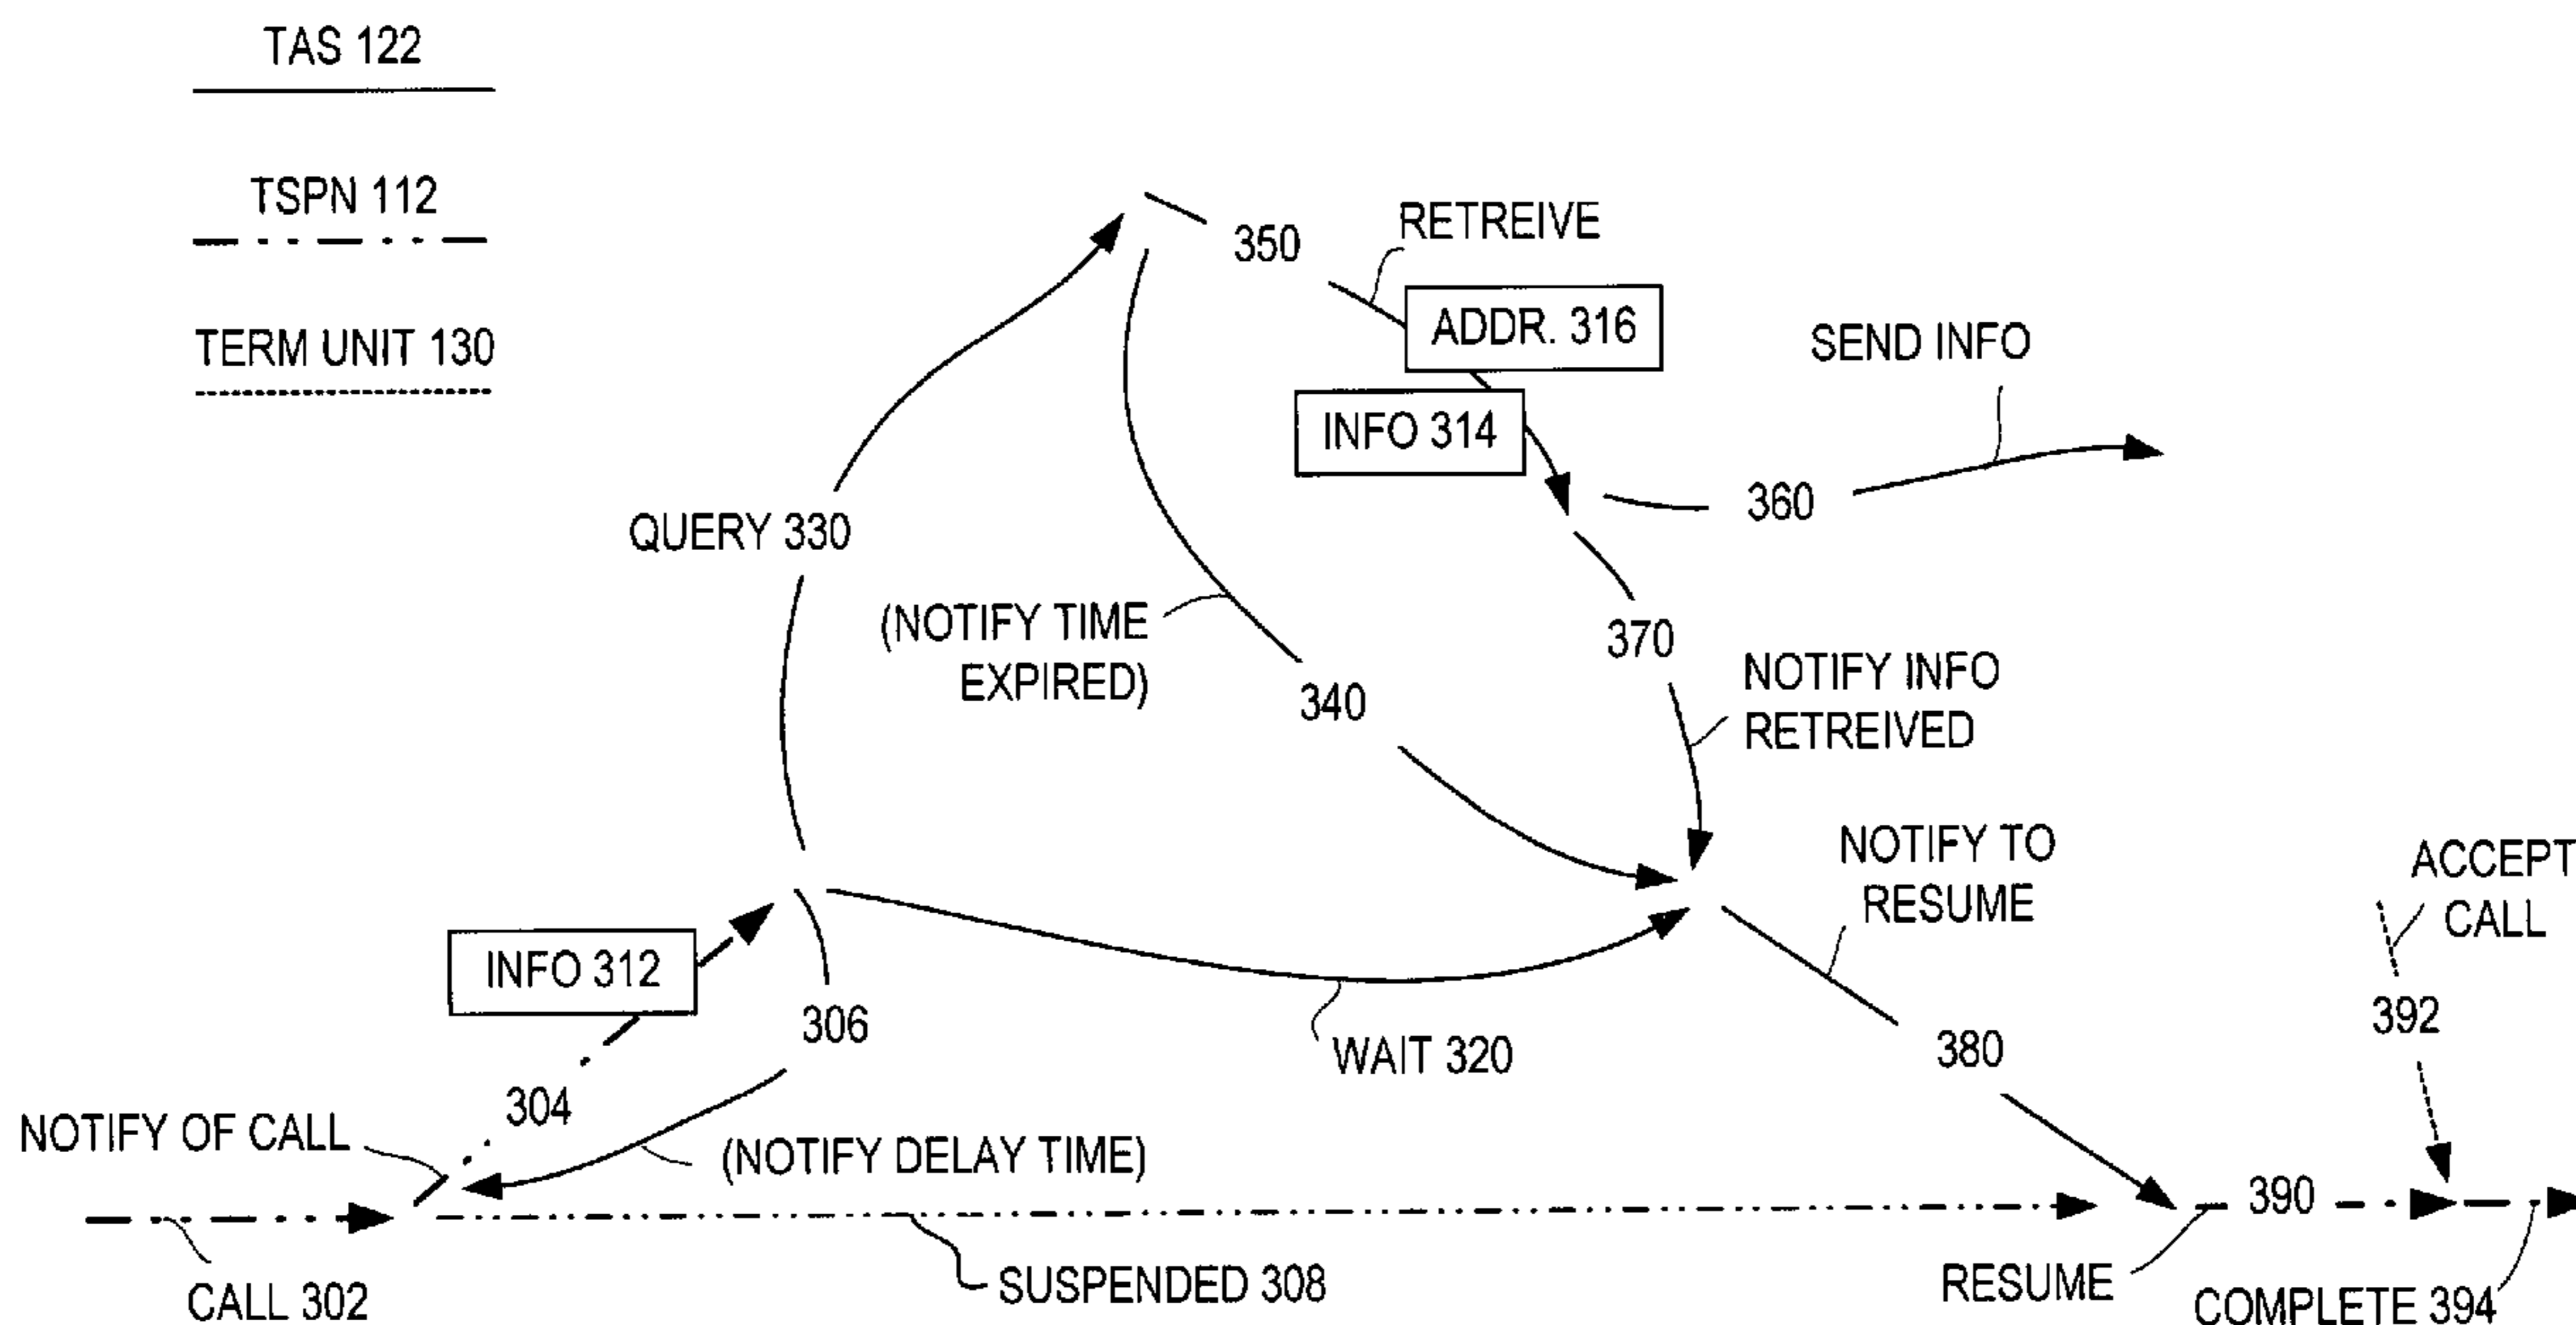 TAS 122
TSPN 112
TERM UNIT 130
350
RETREIVE
ADDR. 316
INFO 314
SEND INFO
360
QUERY 330
(NOTIFY TIME
EXPIRED)
340
370
NOTIFY INFO
RETREIVED
NOTIFY TO
RESUME
ACCEPT
CALL
INFO 312
306
WAIT 320
380
392
304
NOTIFY OF CALL
(NOTIFY DELAY TIME)
390
CALL 302
SUSPENDED 308
RESUME
COMPLETE 394